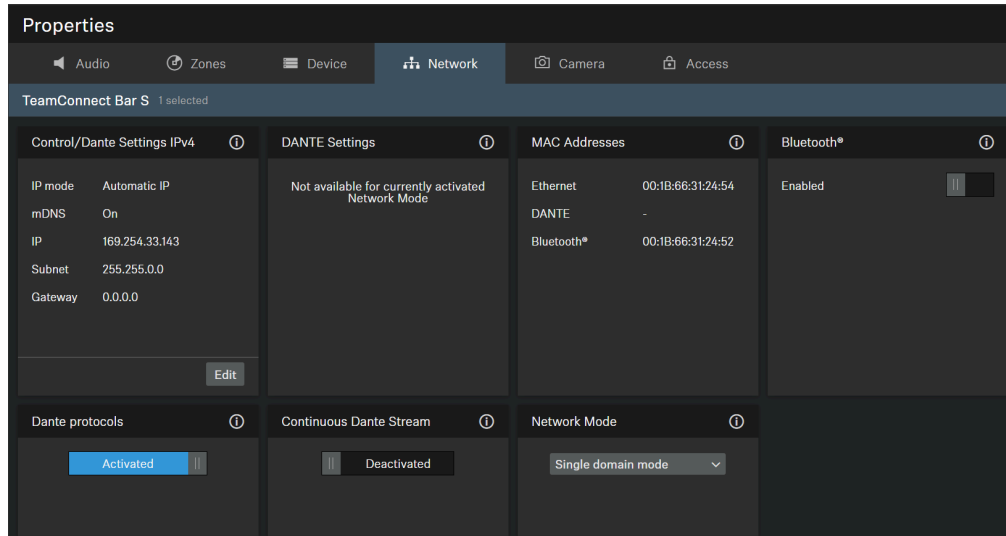 Properties
Audio Zones Device Network Camera Access
TeamConnect Bar S 1 selected
Control/Dante Settings IPv4
IP mode Automatic IP
mDNS On
IP 169.254.33.143
Subnet 255.255.0.0
Gateway 0.0.0.0
Edit
DANTE Settings
Not available for currently activated
Network Mode
MAC Addresses
Ethernet 00:1B:66:31:24:54
DANTE -
Bluetooth® 00:1B:66:31:24:52
Bluetooth®
Enabled
Dante protocols
Activated
Continuous Dante Stream
Deactivated
Network Mode
Single domain mode